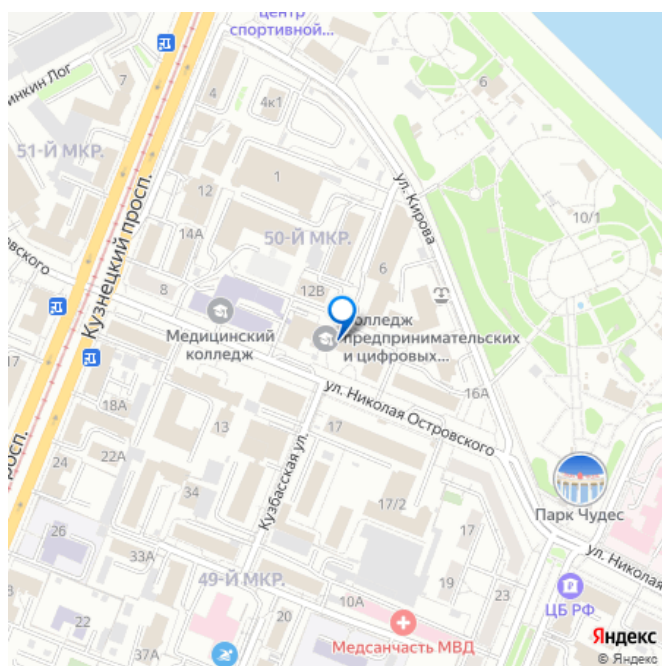 центр
спортивной...
инкин Лог
7
4
4к1
6
51-Й МКР.
1
ул. Кирова
12
Кузнецкий просп.
10/1
14А
50-Й МКР.
овского
6
8
12В
Медицинский
колледж
колледж
предпринимательских
и цифровых...
17
16А
ул. Николая Островского
18А
13
17
Кузбасская ул.
22А
24
росп.
34
17/2
Парк Чудес
26
17
ул. Никола
33А
49-Й МКР.
19
23
10А
22
20
ЦБ РФ
Медсанчасть МВД
Яндекс
© Яндекс